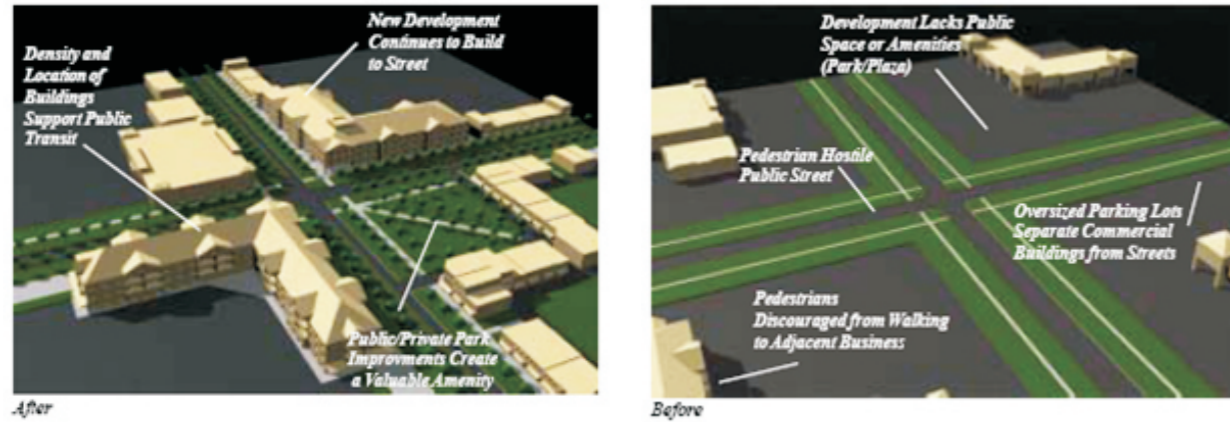 New Development
Continues to Build
to Street
Density and
Location of
Buildings
Support Public
Transit
Public/Private Park
Improvments Create
a Valuable Amenity
After
Development Lacks Public
Space or Amenities
(Park/Plaza)
Pedestrian Hostile
Public Street
Oversized Parking Lots
Separate Commercial
Buildings from Streets
Pedestrians
Discouraged from Walking
to Adjacent Business
Before